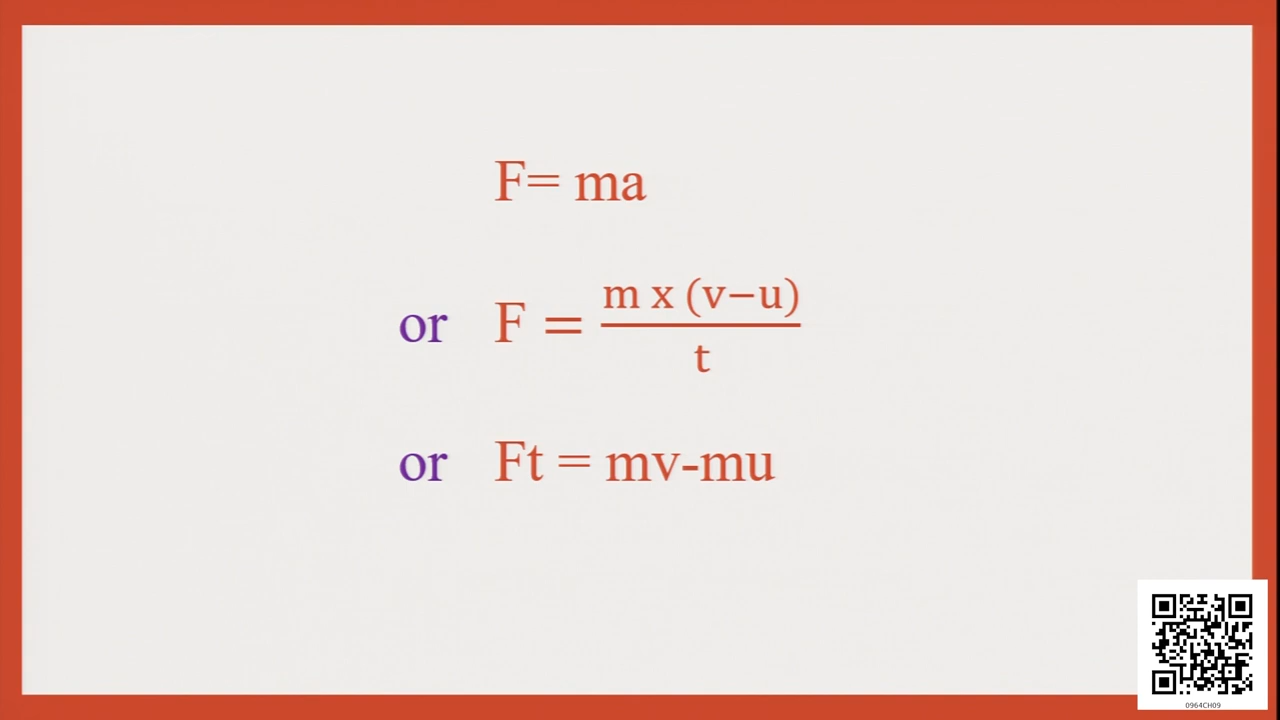 F= ma
or F = m x (v−u) / t
or Ft = mv-mu
0964CH09